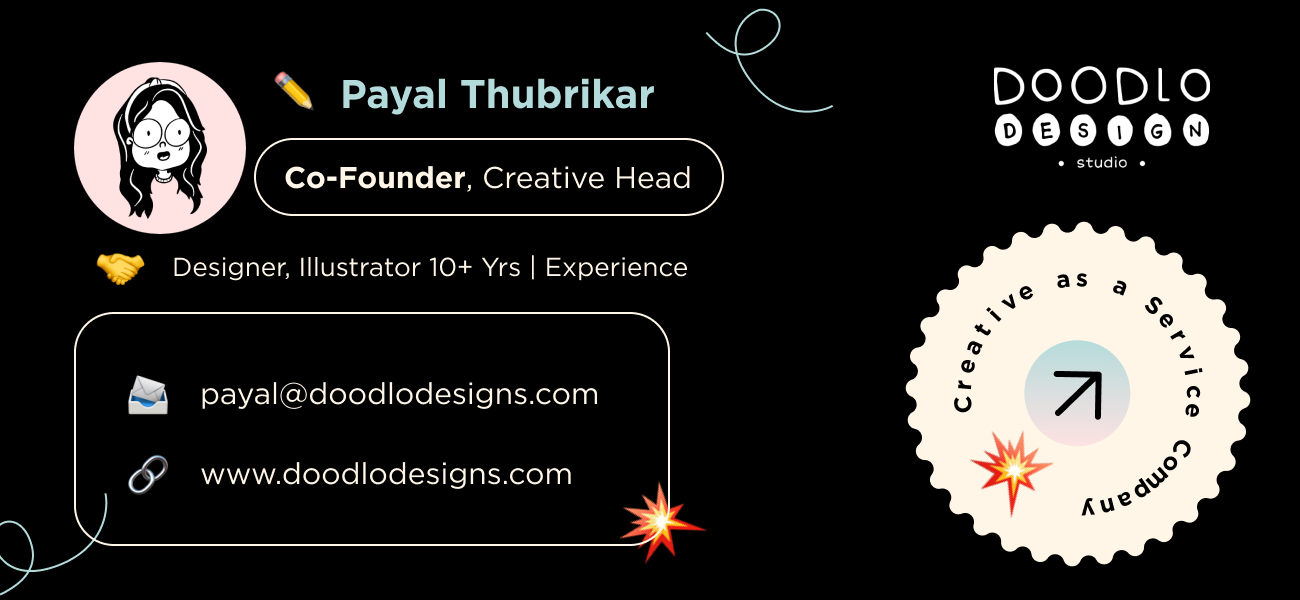 Payal Thubrikar
Co-Founder, Creative Head
Designer, Illustrator 10+ Yrs | Experience
payal@doodlodesigns.com
www.doodlodesigns.com
DOODLO
DESIGN
• studio •
Creative as a Service Company